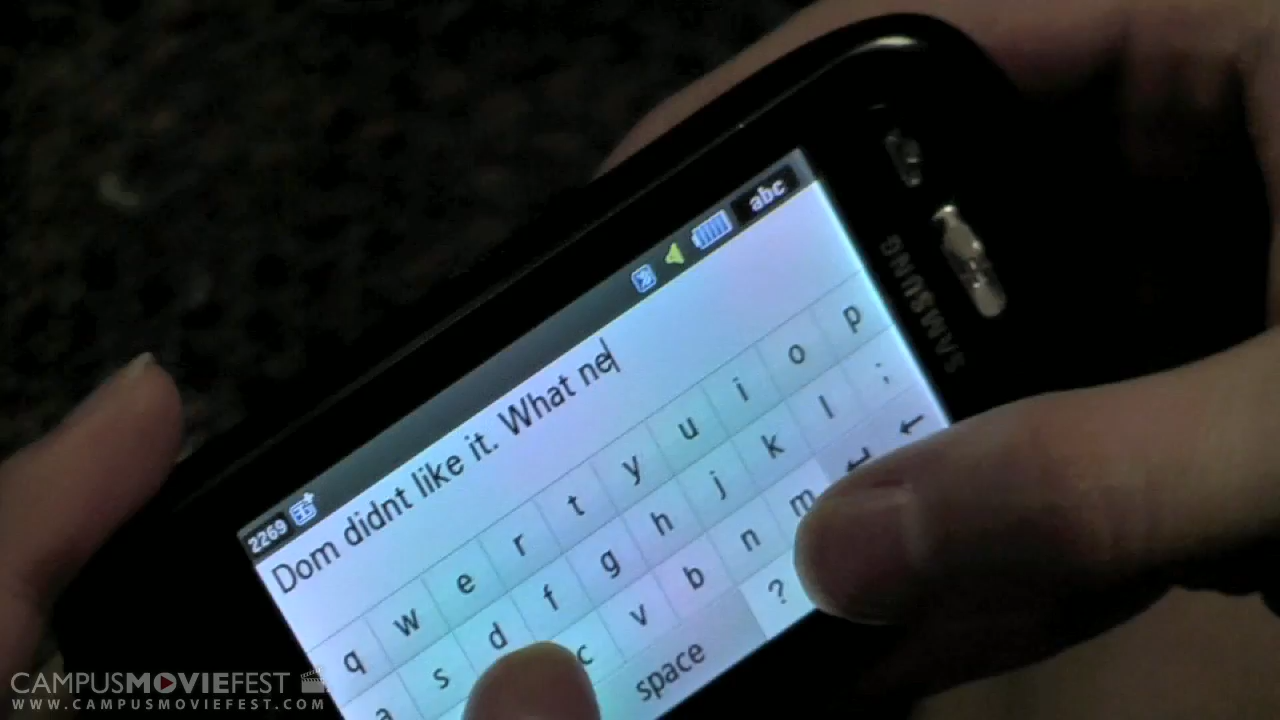 abc
2269
Dom didnt like it. What ne
q w e r t y u i o p
a s d f g h j k l ;
c v b n m
space ?
SAMSUNG
CAMPUSMOVIEFEST
WWW.CAMPUSMOVIEFEST.COM